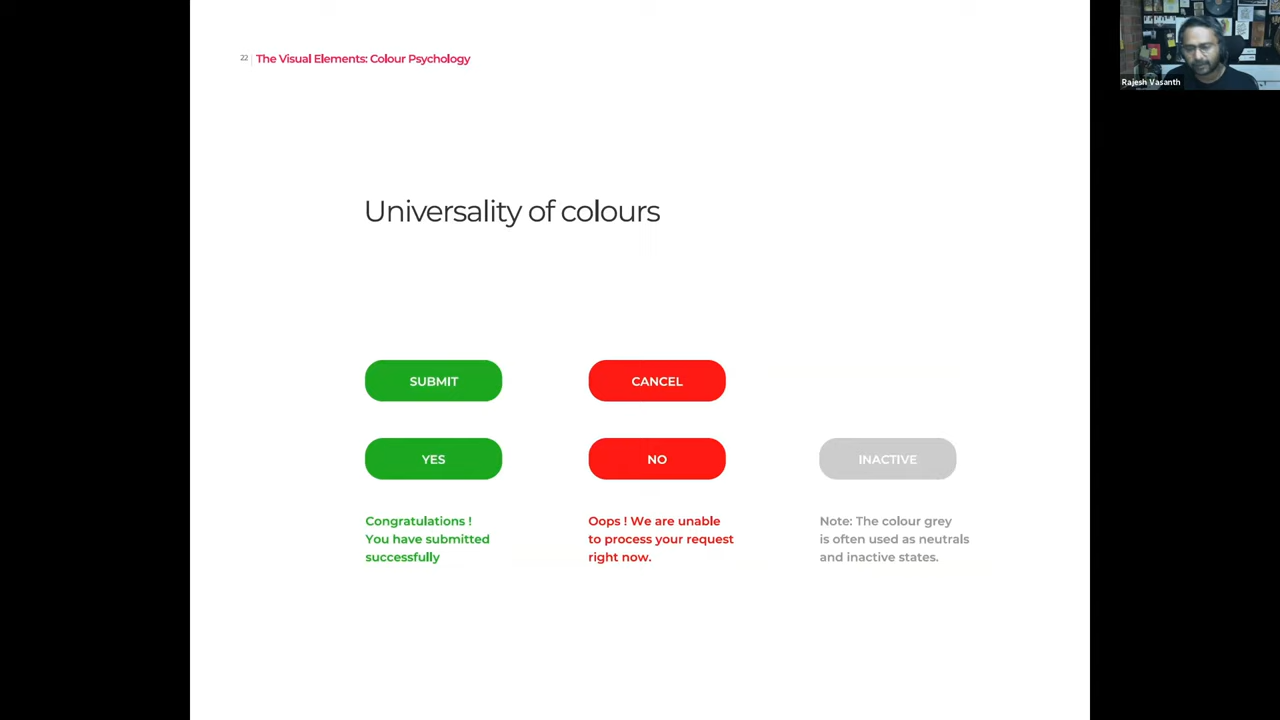 22 | The Visual Elements: Colour Psychology
Rajesh Vasanth
Universality of colours
SUBMIT
CANCEL
YES
NO
INACTIVE
Congratulations !
You have submitted
successfully
Oops ! We are unable
to process your request
right now.
Note: The colour grey
is often used as neutrals
and inactive states.